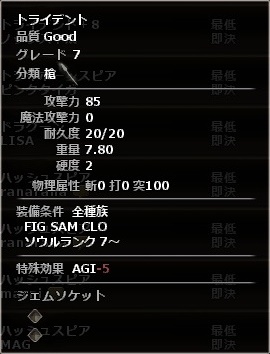 トライデント
品質 Good
グレード 7
分類 槍
攻撃力 85
魔法攻撃力 0
耐久度 20/20
重量 7.80
硬度 2
物理属性 斬0 打0 突100
装備条件 全種族
FIG SAM CLO
ソウルランク 7～
特殊効果 AGI-5
ジェムソケット